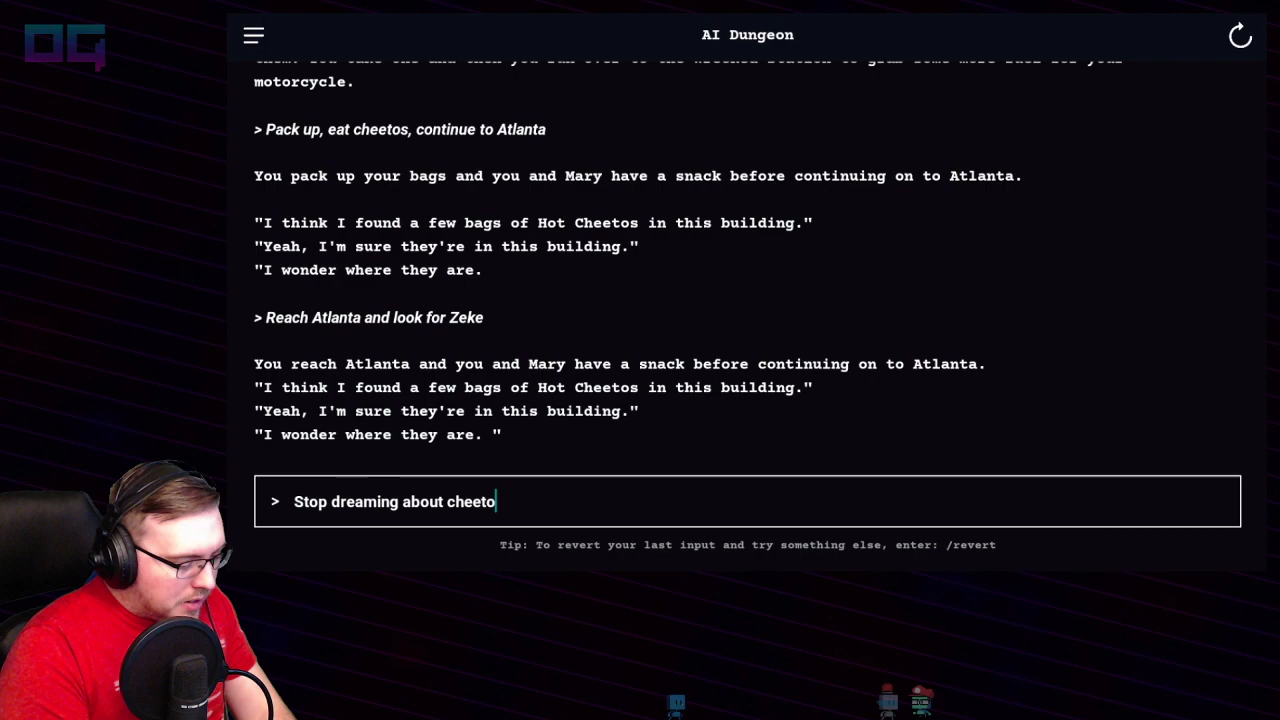 OG
AI Dungeon
motorcycle.
> Pack up, eat cheetos, continue to Atlanta
You pack up your bags and you and Mary have a snack before continuing on to Atlanta.
"I think I found a few bags of Hot Cheetos in this building."
"Yeah, I'm sure they're in this building."
"I wonder where they are.
> Reach Atlanta and look for Zeke
You reach Atlanta and you and Mary have a snack before continuing on to Atlanta.
"I think I found a few bags of Hot Cheetos in this building."
"Yeah, I'm sure they're in this building."
"I wonder where they are. "
> Stop dreaming about cheeto
Tip: To revert your last input and try something else, enter: /revert